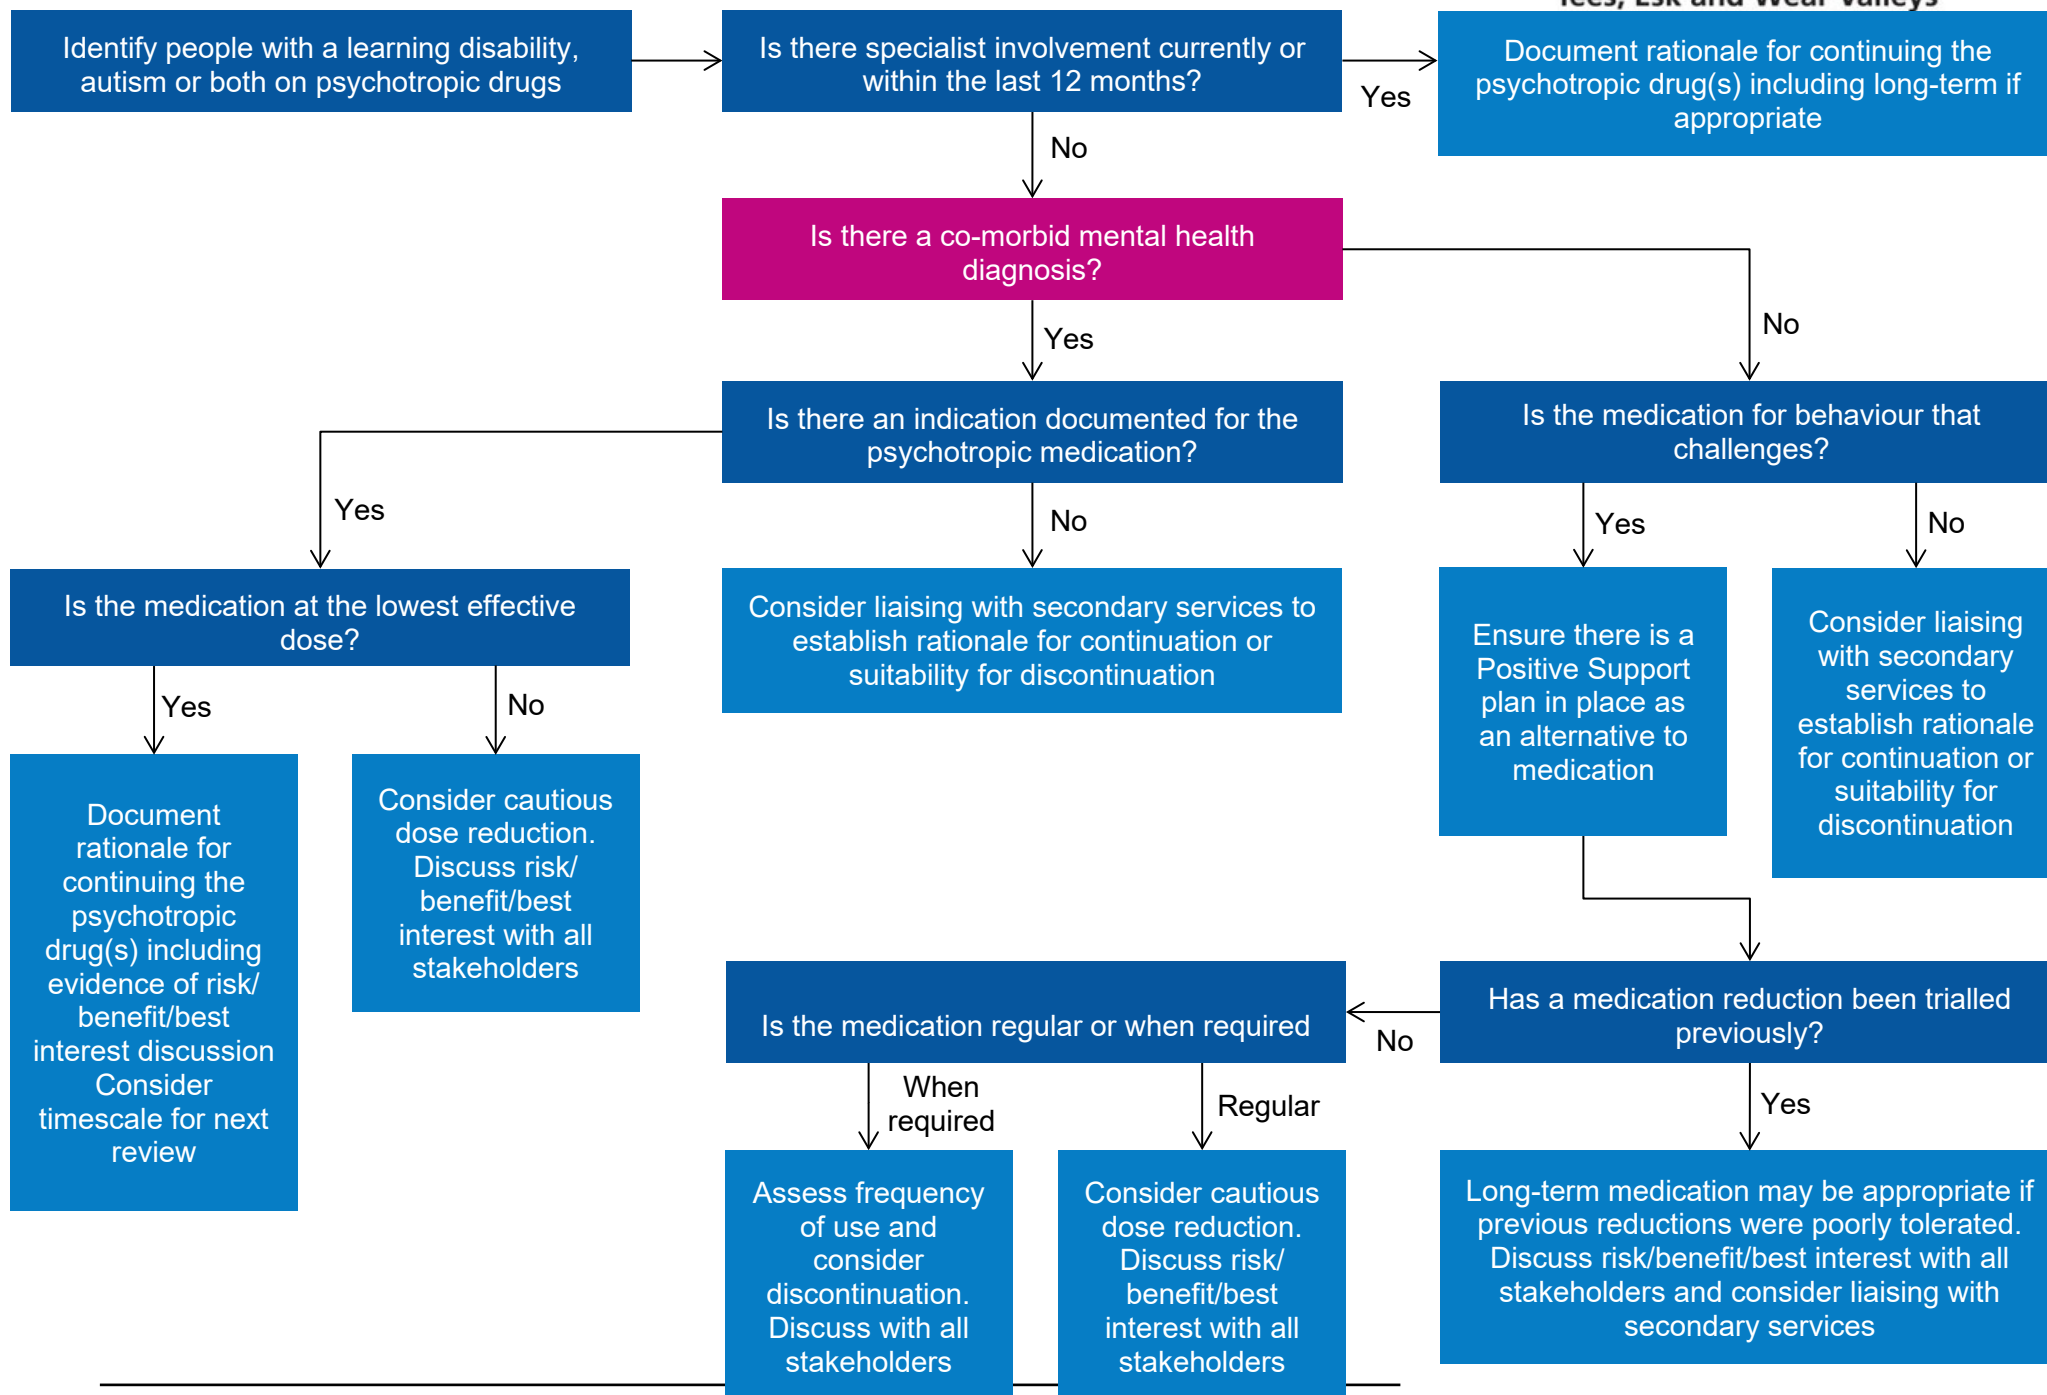 Tees, Esk and Wear Valleys
Identify people with a learning disability,
autism or both on psychotropic drugs
Is there specialist involvement currently or
within the last 12 months?
Yes
Document rationale for continuing the
psychotropic drug(s) including long-term if
appropriate
No
Is there a co-morbid mental health
diagnosis?
Yes
No
Is there an indication documented for the
psychotropic medication?
Is the medication for behaviour that
challenges?
Yes
No
Yes
No
Is the medication at the lowest effective
dose?
Consider liaising with secondary services to
establish rationale for continuation or
suitability for discontinuation
Ensure there is a
Positive Support
plan in place as
an alternative to
medication
Consider liaising
with secondary
services to
establish rationale
for continuation or
suitability for
discontinuation
Yes
No
Document
rationale for
continuing the
psychotropic
drug(s) including
evidence of risk/
benefit/best
interest discussion
Consider
timescale for next
review
Consider cautious
dose reduction.
Discuss risk/
benefit/best
interest with all
stakeholders
Is the medication regular or when required
No
Has a medication reduction been trialled
previously?
When
required
Regular
Yes
Assess frequency
of use and
consider
discontinuation.
Discuss with all
stakeholders
Consider cautious
dose reduction.
Discuss risk/
benefit/best
interest with all
stakeholders
Long-term medication may be appropriate if
previous reductions were poorly tolerated.
Discuss risk/benefit/best interest with all
stakeholders and consider liaising with
secondary services